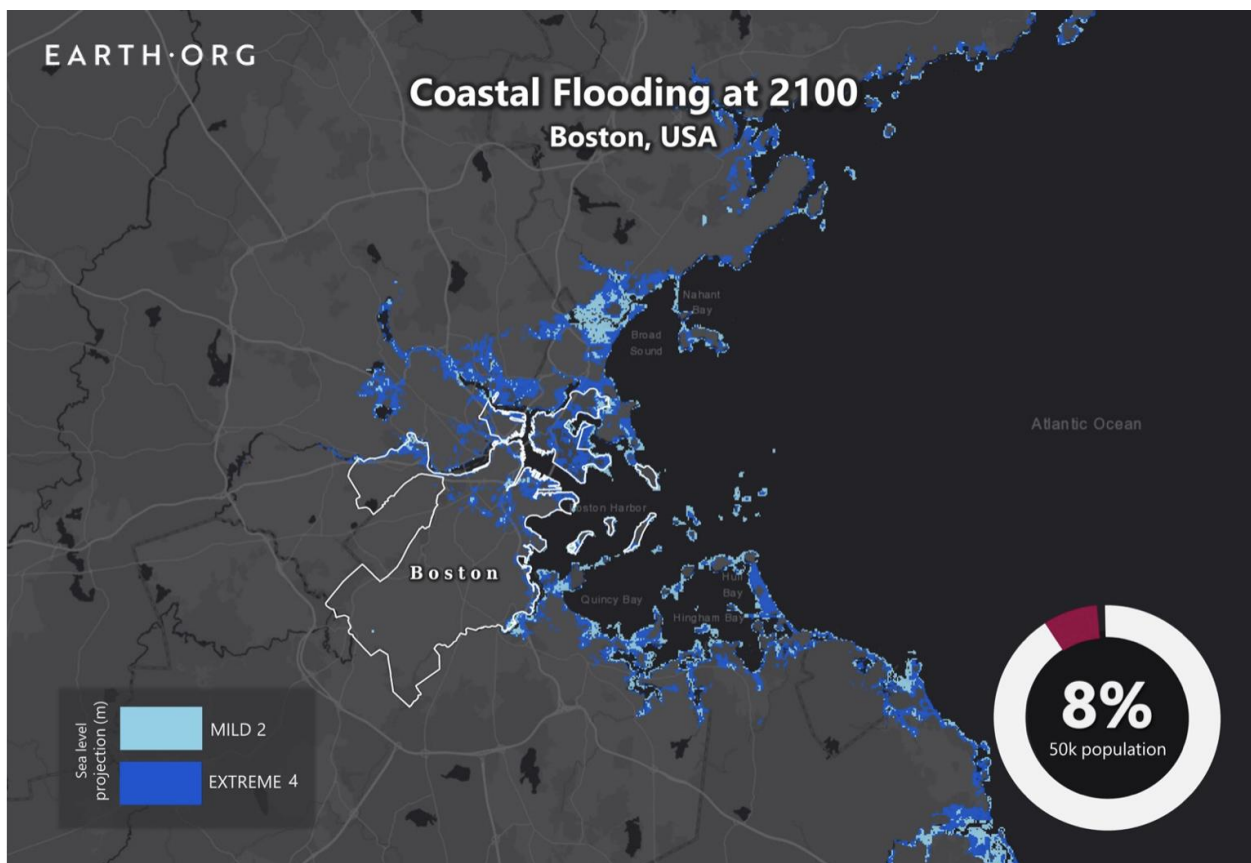 EARTH·ORG
Coastal Flooding at 2100
Boston, USA
Nahant
Bay
Broad
Sound
Atlantic Ocean
Boston Harbor
Boston
Hull
Bay
Quincy Bay
Hingham Bay
Sea level
projection (m)
MILD 2
EXTREME 4
8%
50k population